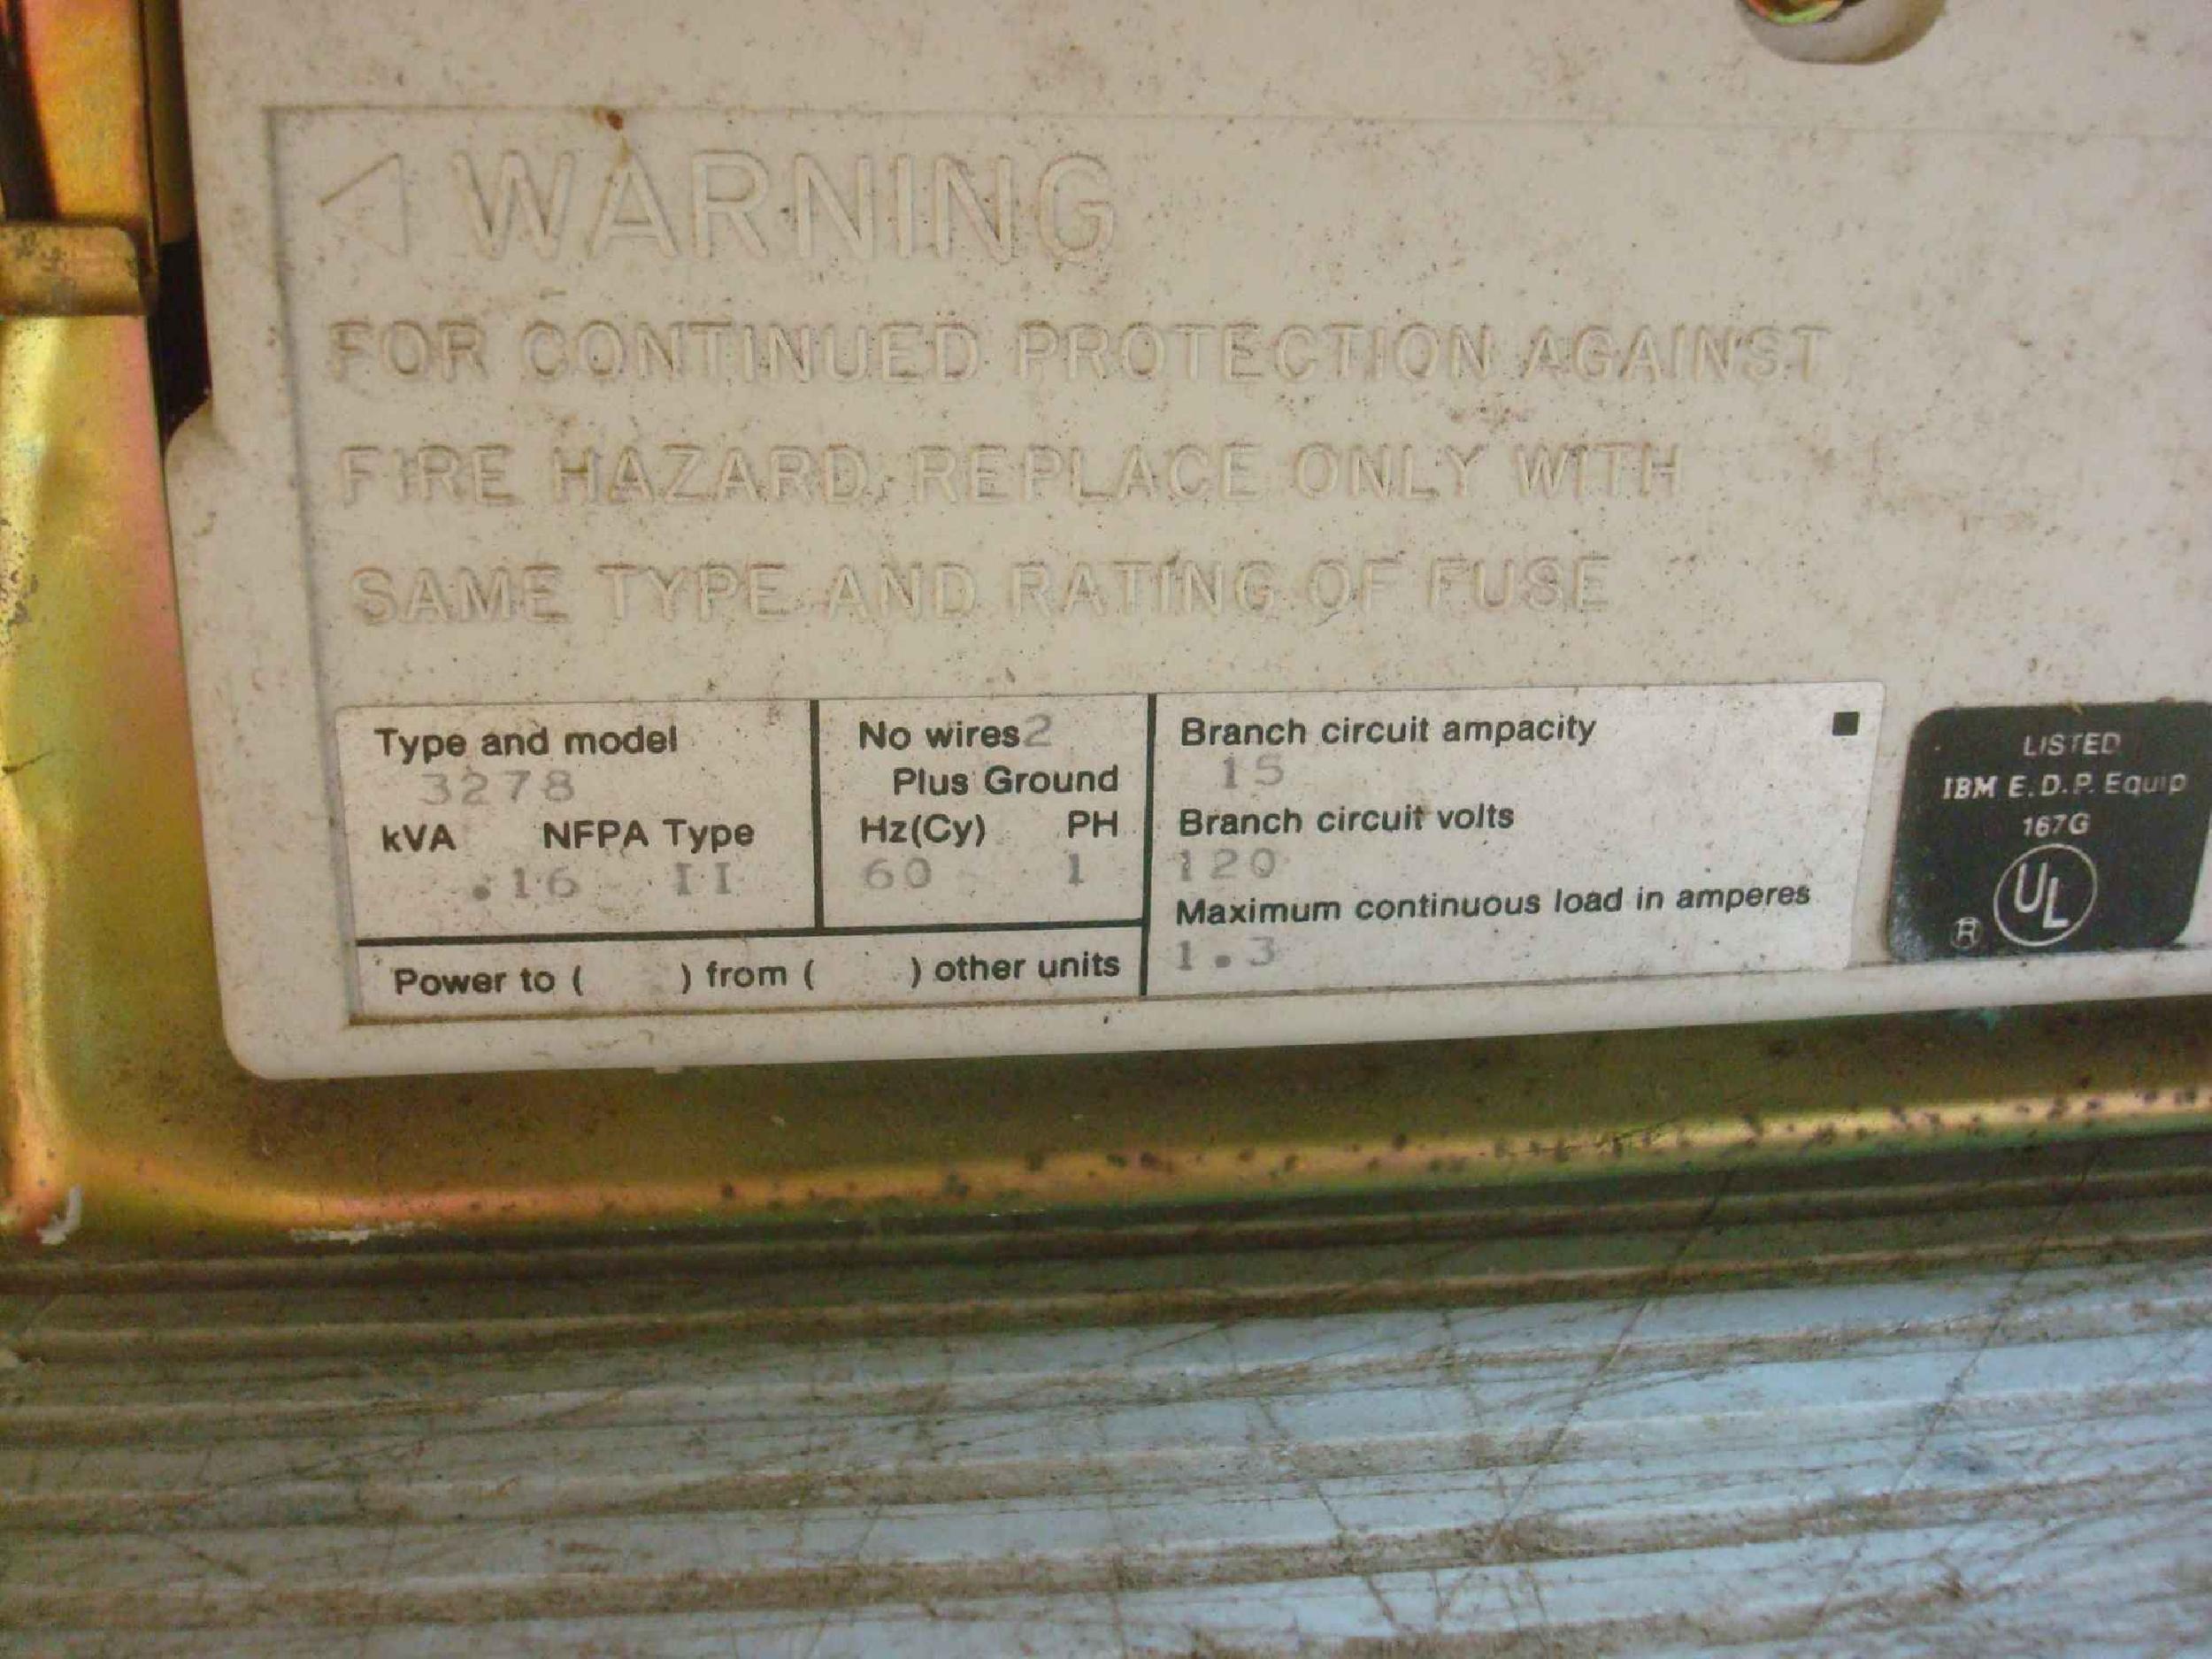 WARNING
FOR CONTINUED PROTECTION AGAINST
FIRE HAZARD, REPLACE ONLY WITH
SAME TYPE AND RATING OF FUSE
Type and model
3278
kVA NFPA Type
.16 II
No wires 2
Plus Ground
Hz(Cy) PH
60 1
Power to ( ) from ( ) other units
Branch circuit ampacity
15
Branch circuit volts
120
Maximum continuous load in amperes
1.3
LISTED
IBM E.D.P. Equip
167G
UL
®